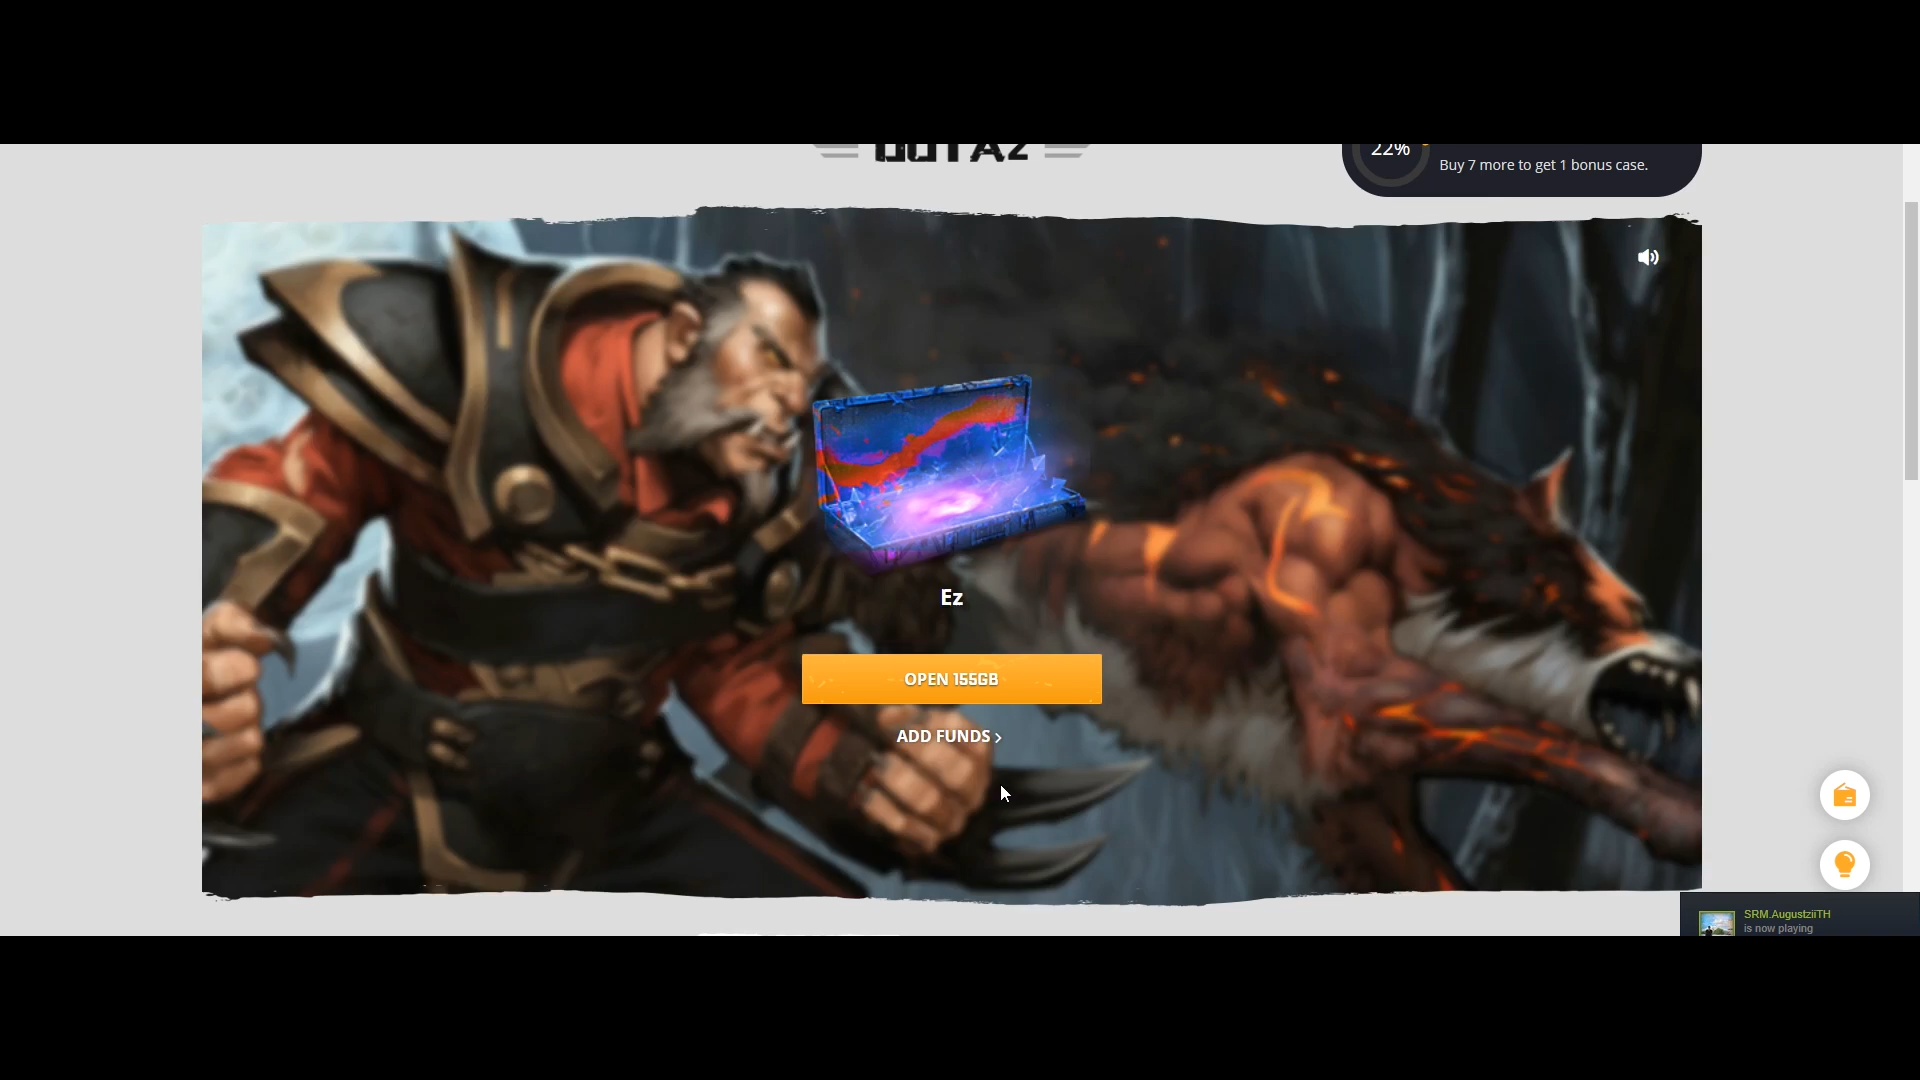 22%
Buy 7 more to get 1 bonus case.
Ez
OPEN 155GB
ADD FUNDS >
SRM.AugustziiTH
is now playing